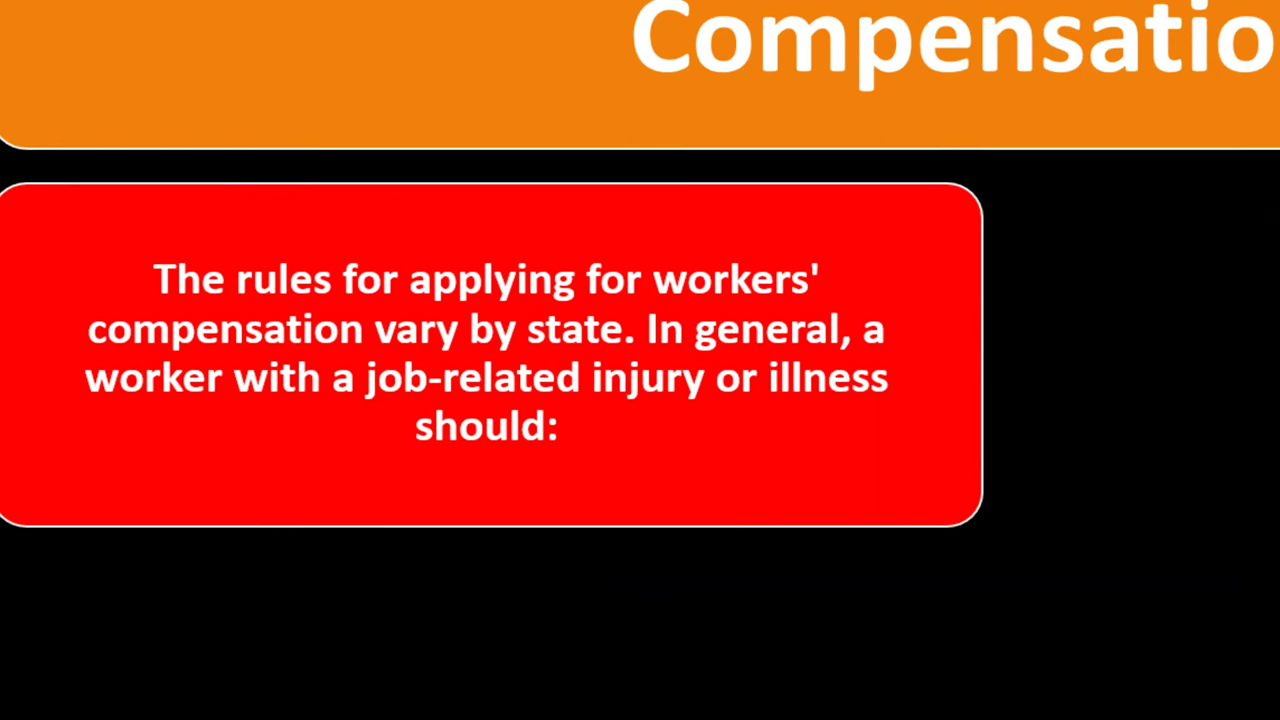 Compensatio
The rules for applying for workers'
compensation vary by state. In general, a
worker with a job-related injury or illness
should: